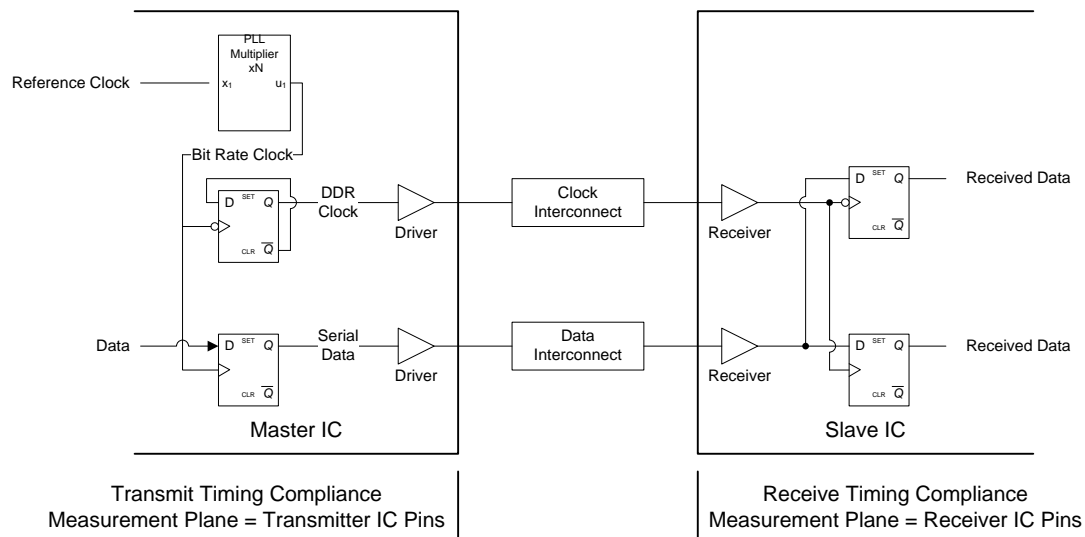 PLL
Multiplier
xN
Reference Clock
x1
u1
Bit Rate Clock
D
SET
Q
CLR
Q
DDR
Clock
Driver
Clock
Interconnect
Receiver
D
SET
Q
CLR
Q
Received Data
Data
D
SET
Q
CLR
Q
Serial
Data
Driver
Data
Interconnect
Receiver
D
SET
Q
CLR
Q
Received Data
Master IC
Slave IC
Transmit Timing Compliance
Measurement Plane = Transmitter IC Pins
Receive Timing Compliance
Measurement Plane = Receiver IC Pins